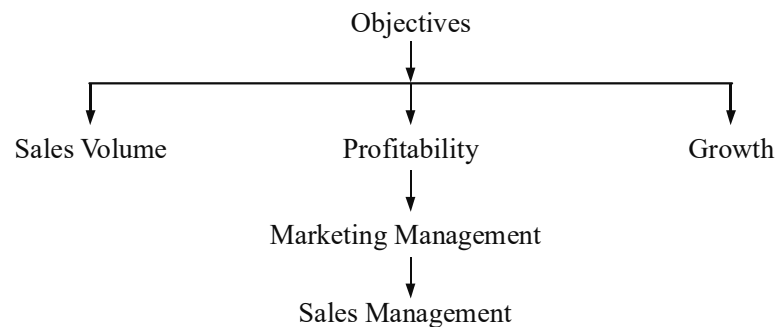 Objectives
Sales Volume Profitability Growth
Marketing Management
Sales Management